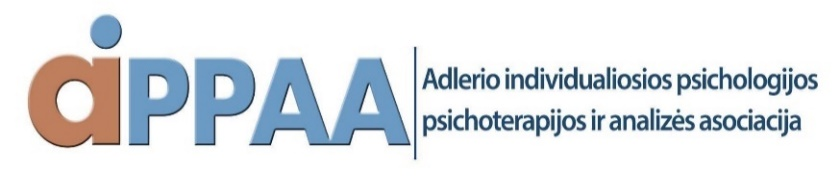 aiPPAA
Adlerio individualiosios psichologijos
psichoterapijos ir analizės asociacija